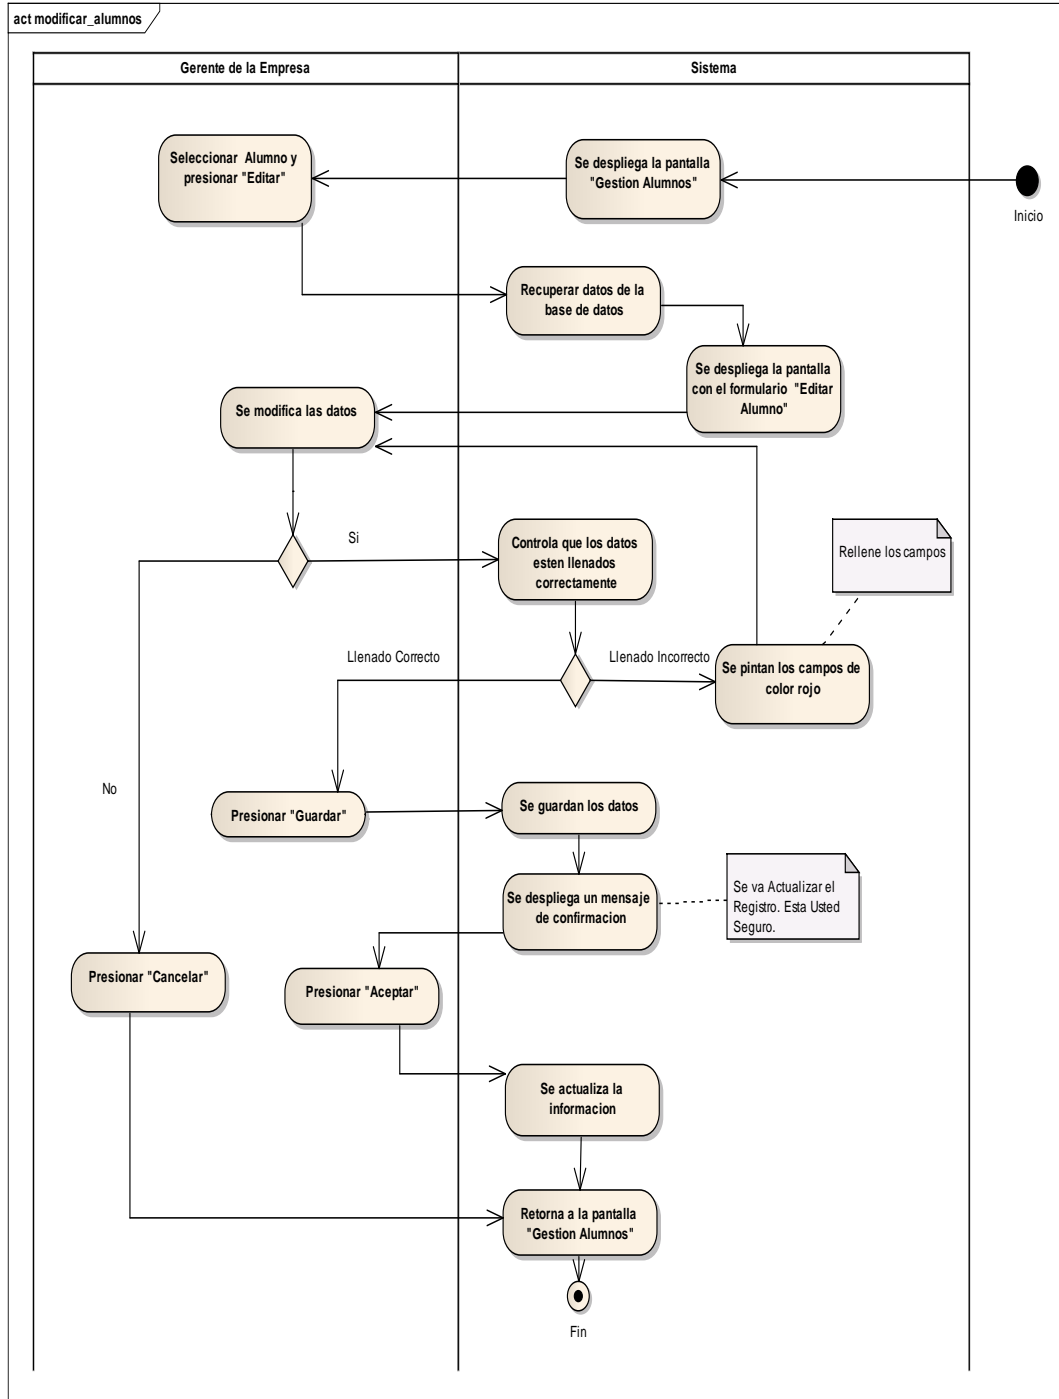 act modificar_alumnos
Gerente de la Empresa
Sistema
Seleccionar Alumno y
presionar "Editar"
Se despliega la pantalla
"Gestion Alumnos"
Inicio
Recuperar datos de la
base de datos
Se despliega la pantalla
con el formulario "Editar
Alumno"
Se modifica las datos
Si
Controla que los datos
esten llenados
correctamente
Rellene los campos
Llenado Correcto
Llenado Incorrecto
Se pintan los campos de
color rojo
No
Presionar "Guardar"
Se guardan los datos
Se despliega un mensaje
de confirmacion
Se va Actualizar el
Registro. Esta Usted
Seguro.
Presionar "Cancelar"
Presionar "Aceptar"
Se actualiza la
informacion
Retorna a la pantalla
"Gestion Alumnos"
Fin